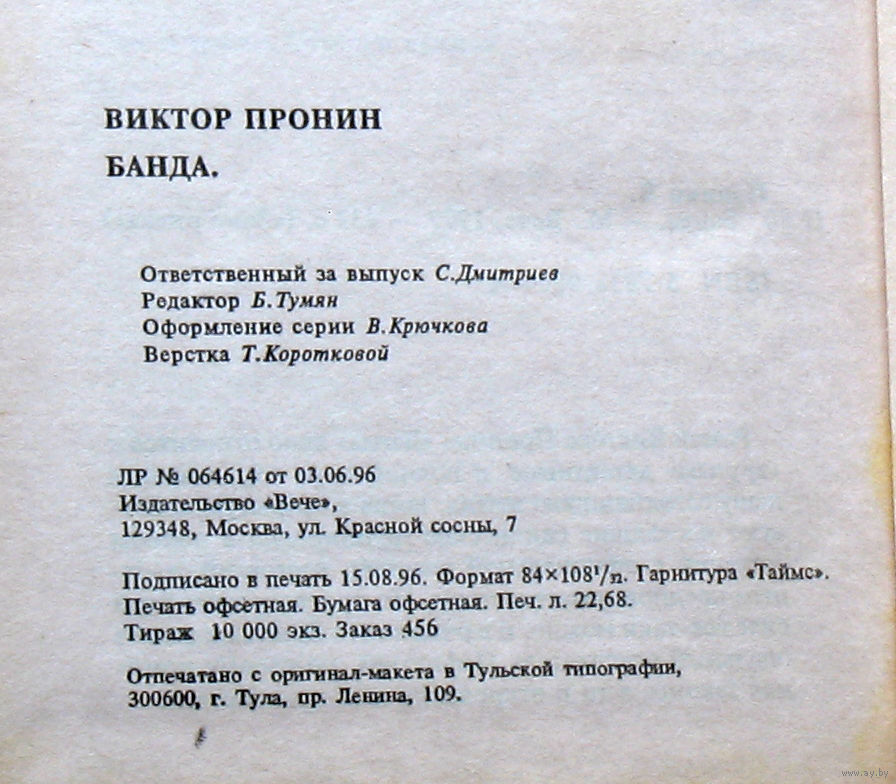 ВИКТОР ПРОНИН
БАНДА.
Ответственный за выпуск С.Дмитриев
Редактор Б.Тумян
Оформление серии В.Крючкова
Верстка Т.Коротковой
ЛР № 064614 от 03.06.96
Издательство «Вече»,
129348, Москва, ул. Красной сосны, 7
Подписано в печать 15.08.96. Формат 84×108¹/п. Гарнитура «Таймс».
Печать офсетная. Бумага офсетная. Печ. л. 22,68.
Тираж 10 000 экз. Заказ 456
Отпечатано с оригинал-макета в Тульской типографии,
300600, г. Тула, пр. Ленина, 109.
www.ay.by